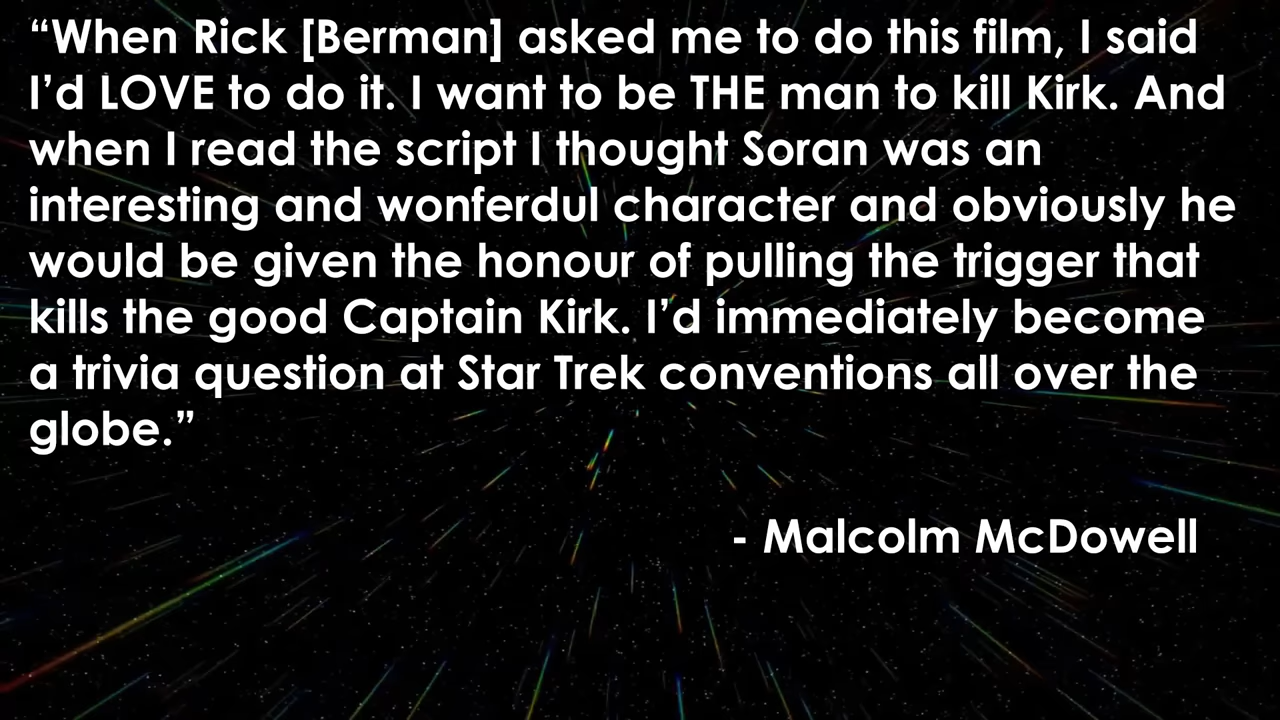 “When Rick [Berman] asked me to do this film, I said
I’d LOVE to do it. I want to be THE man to kill Kirk. And
when I read the script I thought Soran was an
interesting and wonferdul character and obviously he
would be given the honour of pulling the trigger that
kills the good Captain Kirk. I’d immediately become
a trivia question at Star Trek conventions all over the
globe.”
- Malcolm McDowell